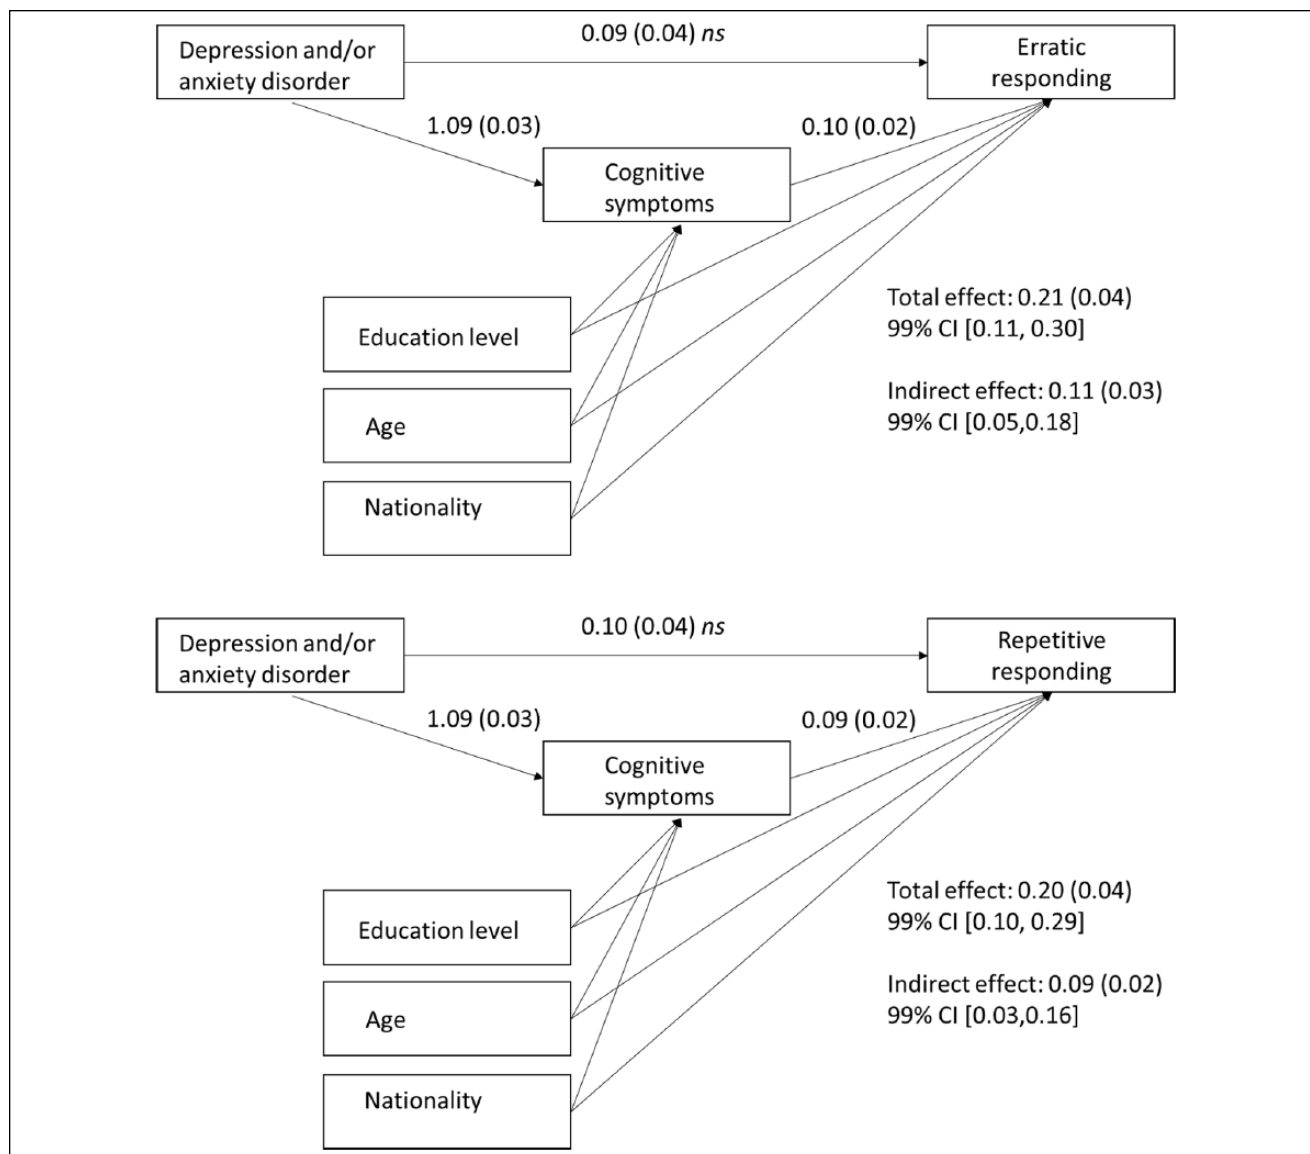 Depression and/or
anxiety disorder
0.09 (0.04) ns
Erratic
responding
1.09 (0.03)
0.10 (0.02)
Cognitive
symptoms
Education level
Age
Nationality
Total effect: 0.21 (0.04)
99% CI [0.11, 0.30]
Indirect effect: 0.11 (0.03)
99% CI [0.05,0.18]
Depression and/or
anxiety disorder
0.10 (0.04) ns
Repetitive
responding
1.09 (0.03)
0.09 (0.02)
Cognitive
symptoms
Education level
Age
Nationality
Total effect: 0.20 (0.04)
99% CI [0.10, 0.29]
Indirect effect: 0.09 (0.02)
99% CI [0.03,0.16]